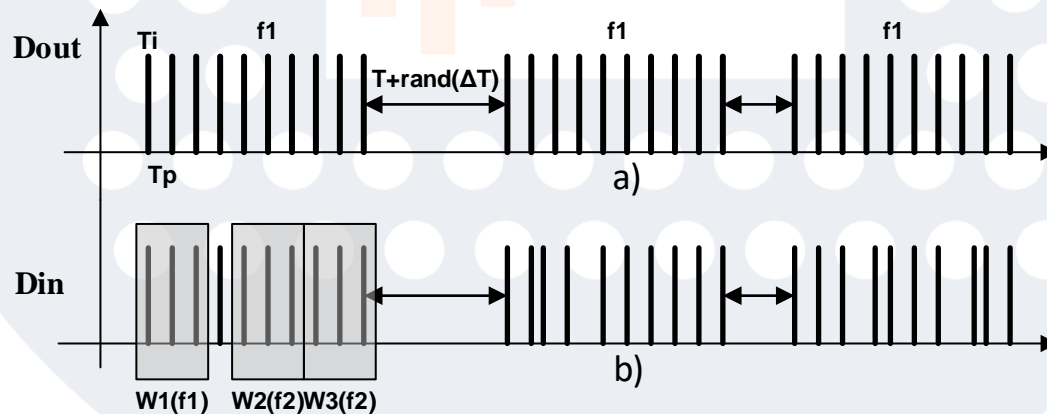 f1 f1 f1
Dout Ti
T+rand(ΔT)
Tp a)
Din
b)
W1(f1) W2(f2) W3(f2)